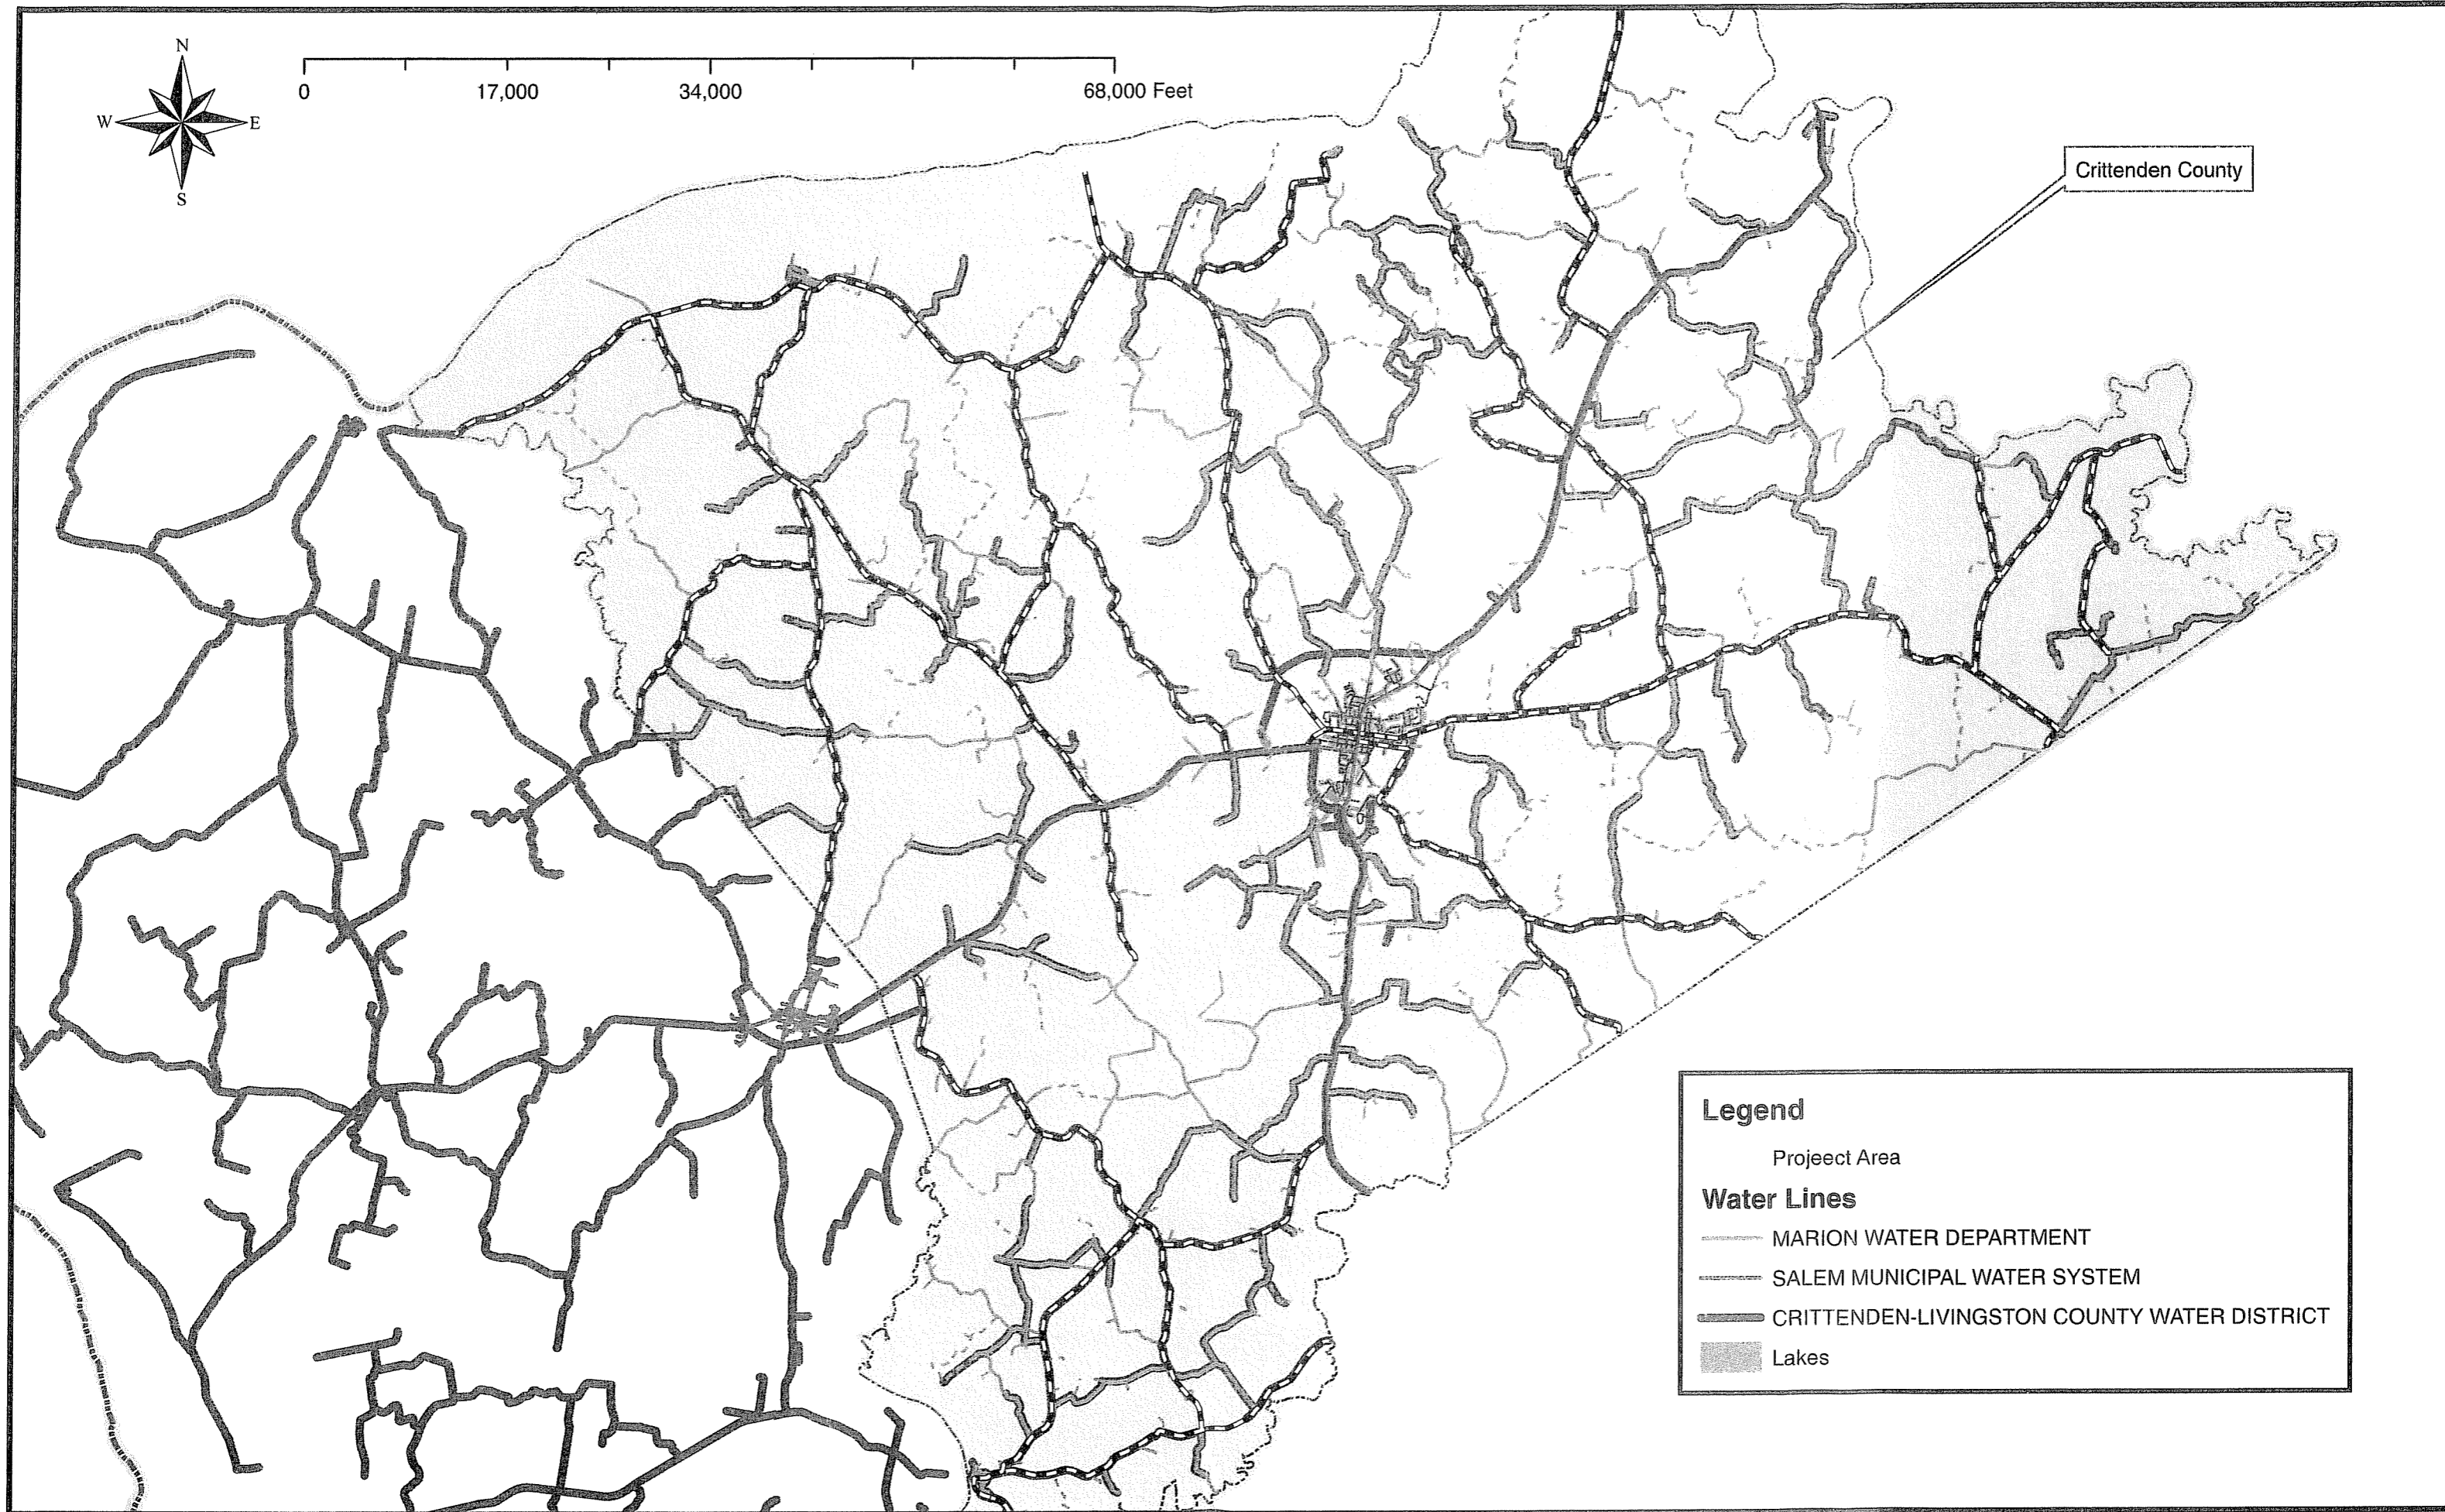 N
W E
S
0 17,000 34,000 68,000 Feet
Crittenden County
Legend
Projeect Area
Water Lines
MARION WATER DEPARTMENT
SALEM MUNICIPAL WATER SYSTEM
CRITTENDEN-LIVINGSTON COUNTY WATER DISTRICT
Lakes